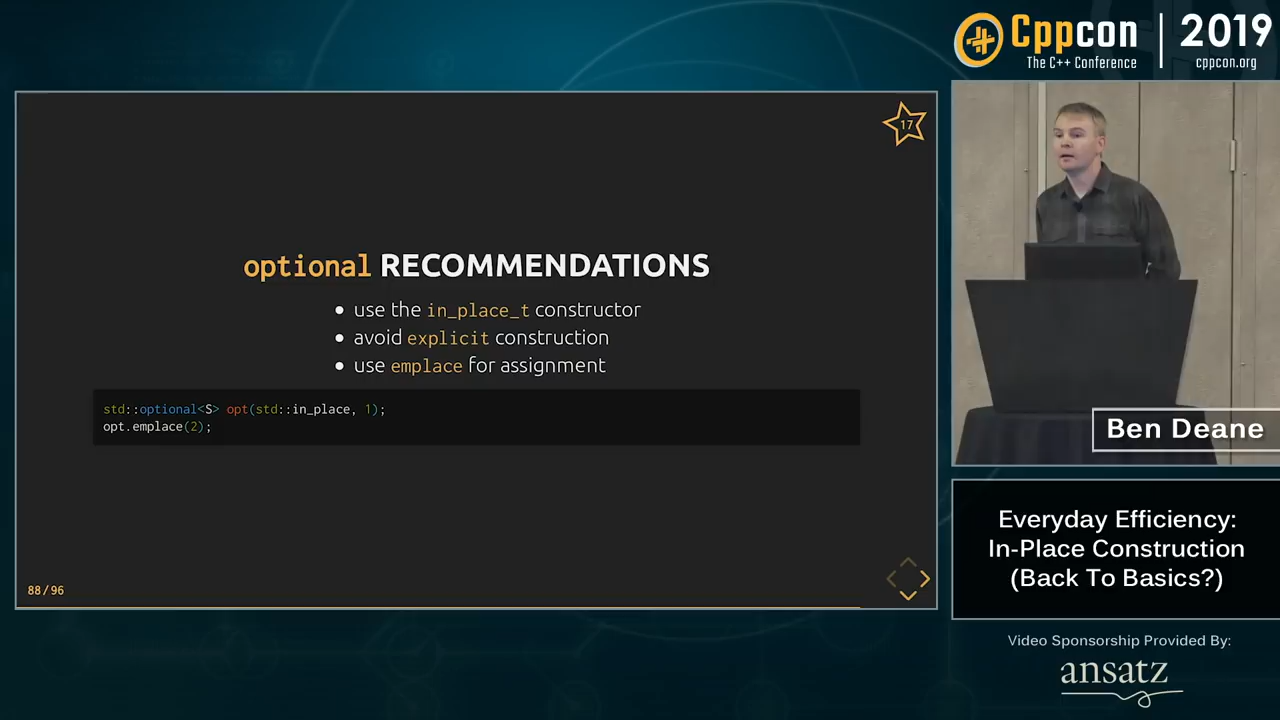 Cppcon | 2019
The C++ Conference
cppcon.org
17
optional RECOMMENDATIONS
• use the in_place_t constructor
• avoid explicit construction
• use emplace for assignment
std::optional<S> opt(std::in_place, 1);
opt.emplace(2);
88/96
Ben Deane
Everyday Efficiency:
In-Place Construction
(Back To Basics?)
Video Sponsorship Provided By:
ansatz